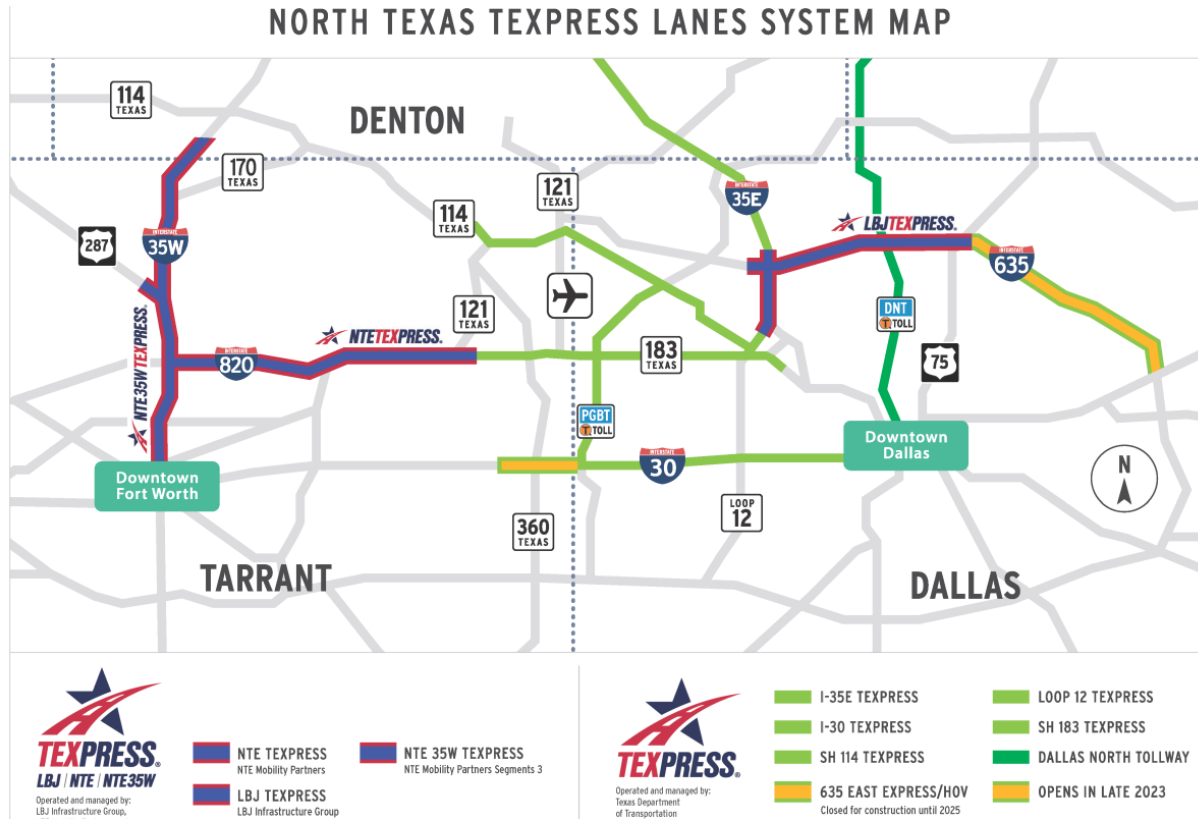 NORTH TEXAS TEXPRESS LANES SYSTEM MAP
114
TEXAS
DENTON
170
TEXAS
121
TEXAS
114
TEXAS
INTERSTATE
35E
LBJTEXPRESS.
287
INTERSTATE
35W
INTERSTATE
635
NTE35WTEXPRESS.
121
TEXAS
DNT
TOLL
NTETEXPRESS.
INTERSTATE
820
183
TEXAS
75
PGBT
TOLL
Downtown
Dallas
INTERSTATE
30
Downtown
Fort Worth
N
LOOP
12
360
TEXAS
TARRANT
DALLAS
TEXPRESS.
LBJ / NTE / NTE35W
Operated and managed by:
LBJ Infrastructure Group,
NTE TEXPRESS
NTE Mobility Partners
LBJ TEXPRESS
LBJ Infrastructure Group
NTE 35W TEXPRESS
NTE Mobility Partners Segments 3
TEXPRESS.
Operated and managed by:
Texas Department
of Transportation
I-35E TEXPRESS
I-30 TEXPRESS
SH 114 TEXPRESS
635 EAST EXPRESS/HOV
Closed for construction until 2025
LOOP 12 TEXPRESS
SH 183 TEXPRESS
DALLAS NORTH TOLLWAY
OPENS IN LATE 2023